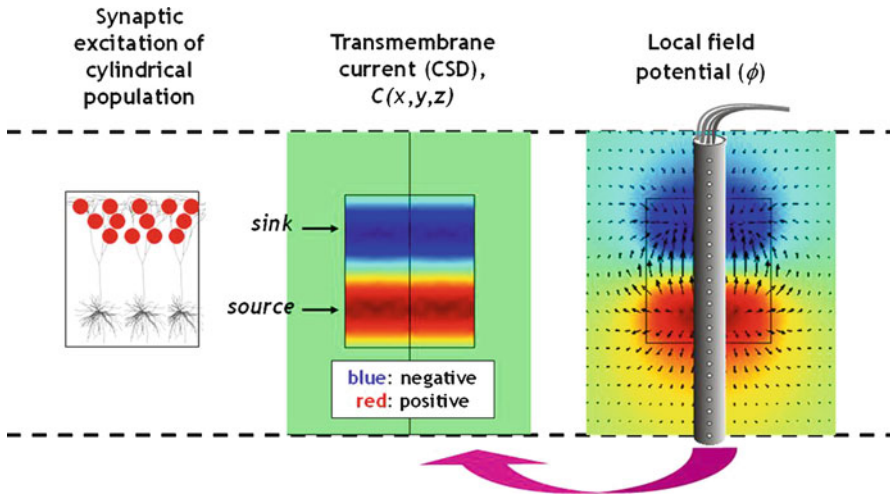 Synaptic
excitation of
cylindrical
population
Transmembrane
current (CSD),
C(x,y,z)
Local field
potential (ϕ)
sink
source
blue: negative
red: positive